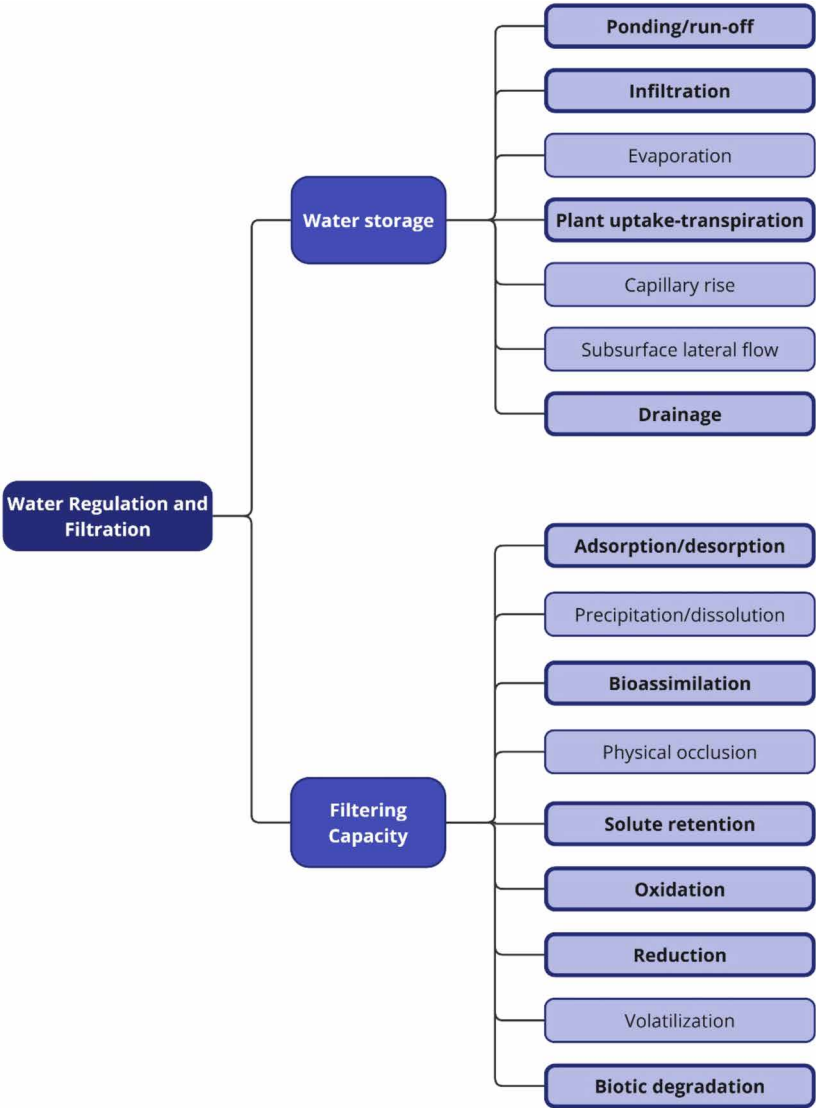 Ponding/run-off
Infiltration
Evaporation
Water storage
Plant uptake-transpiration
Capillary rise
Subsurface lateral flow
Drainage
Water Regulation and
Filtration
Adsorption/desorption
Precipitation/dissolution
Bioassimilation
Physical occlusion
Filtering
Capacity
Solute retention
Oxidation
Reduction
Volatilization
Biotic degradation